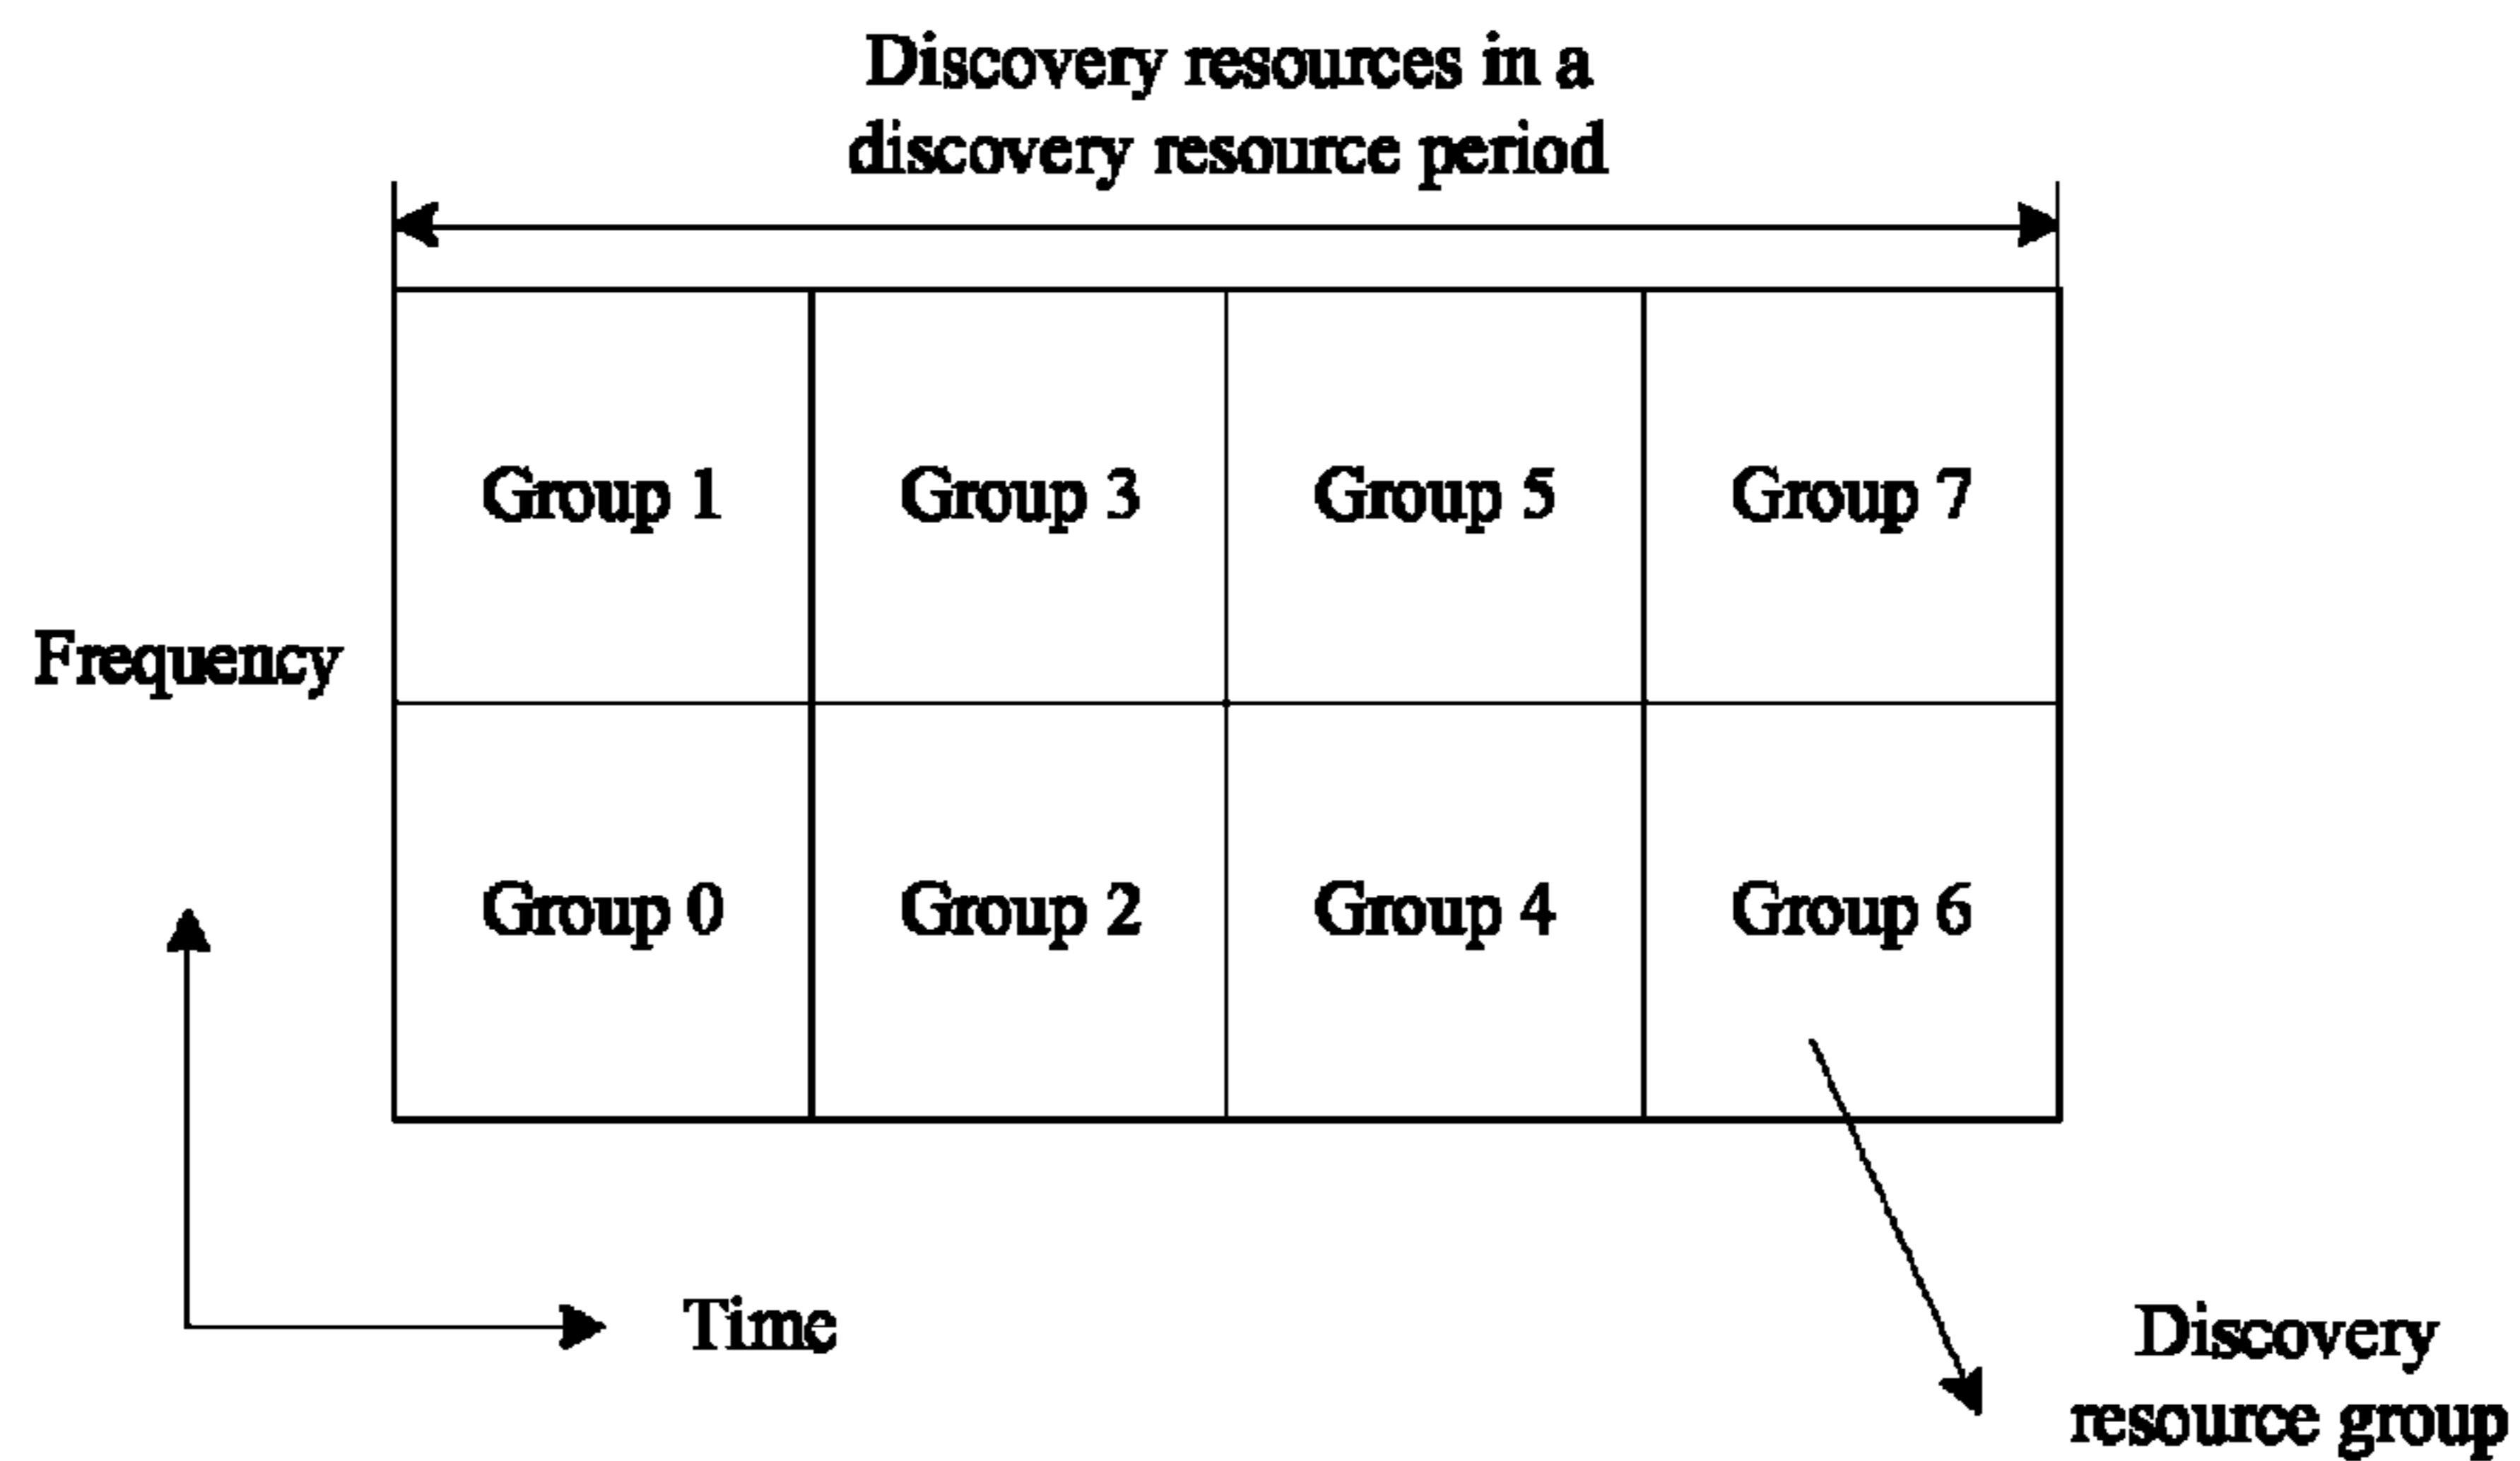 Discovery resources in a
discovery resource period
Group 1
Group 3
Group 5
Group 7
Frequency
Group 0
Group 2
Group 4
Group 6
Time
Discovery
resource group